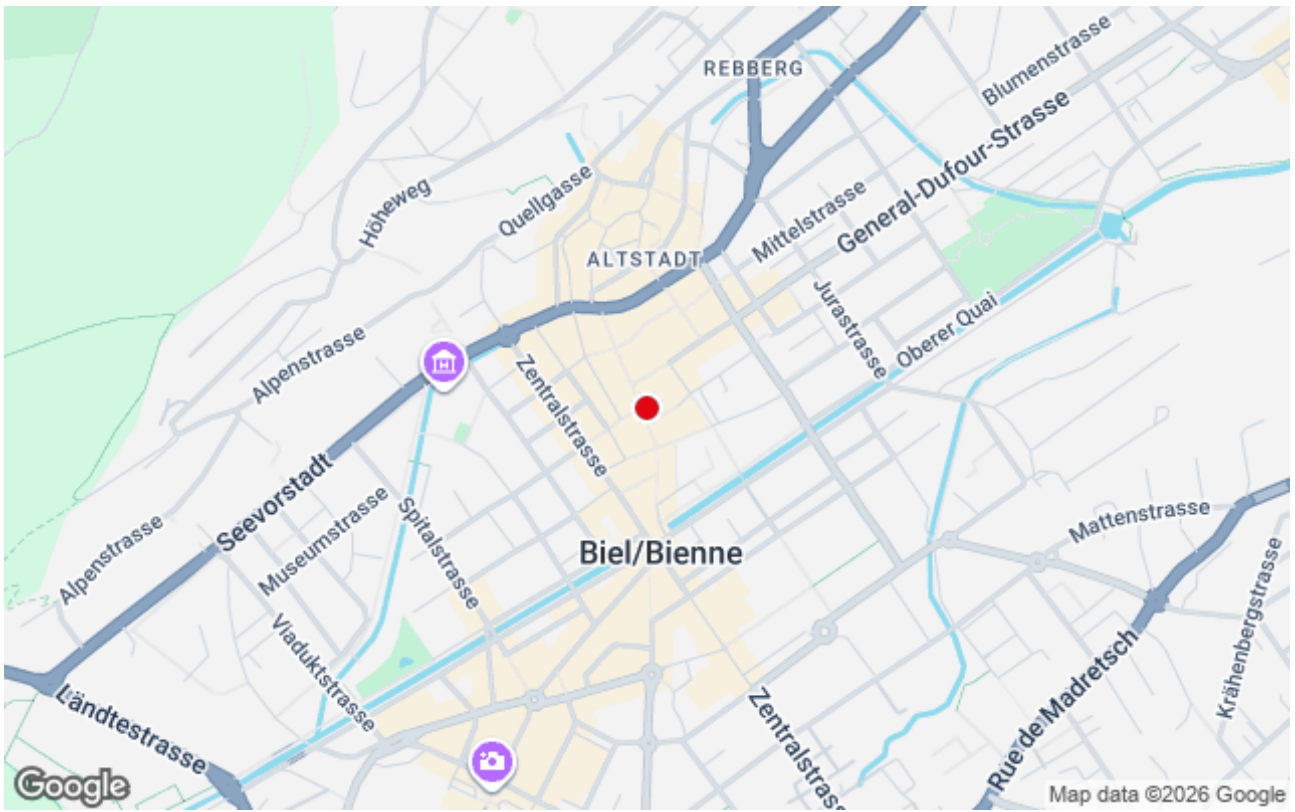 REBBERG
Blumenstrasse
General-Dufour-Strasse
Höheweg
Quellgasse
Mittelstrasse
ALTSTADT
Jurastrasse
Oberer Quai
Alpenstrasse
Zentralstrasse
Seevorstadt
Museumstrasse
Spitalstrasse
Alpenstrasse
Mattenstrasse
Biel/Bienne
Viaduktstrasse
Krähenbergstrasse
Rue de Madretsch
Ländtestrasse
Zentralstrasse
Google
Map data ©2026 Google